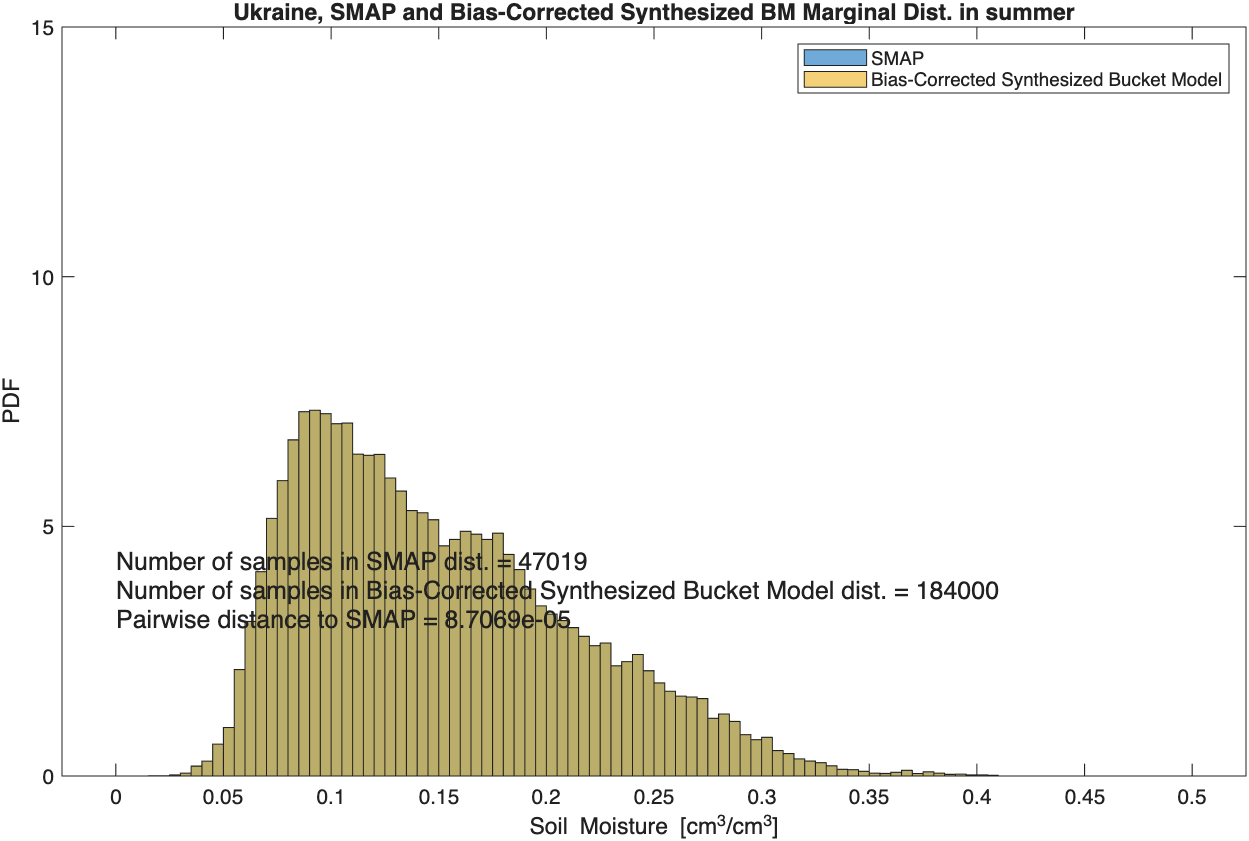 Ukraine, SMAP and Bias-Corrected Synthesized BM Marginal Dist. in summer
15
SMAP
Bias-Corrected Synthesized Bucket Model
10
PDF
5
Number of samples in SMAP dist. = 47019
Number of samples in Bias-Corrected Synthesized Bucket Model dist. = 184000
Pairwise distance to SMAP = 8.7069e-05
0
0 0.05 0.1 0.15 0.2 0.25 0.3 0.35 0.4 0.45 0.5
Soil Moisture [cm³/cm³]